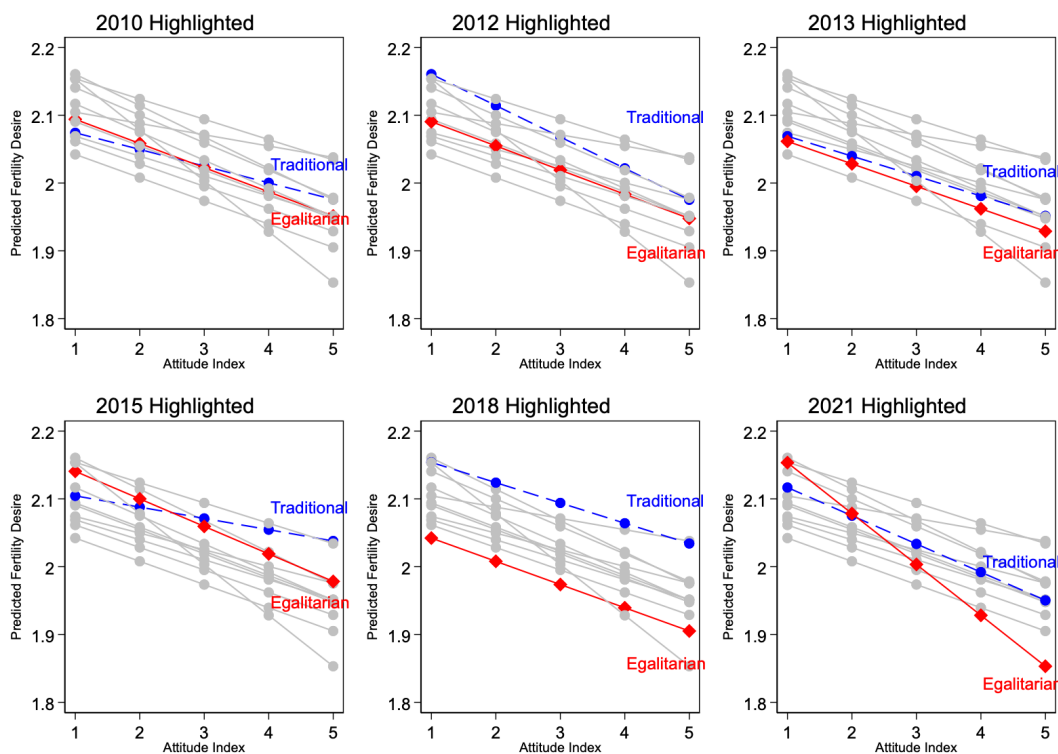 2010 Highlighted
2.2
2.1
2
1.9
1.8
Predicted Fertility Desire
Traditional
Egalitarian
1 2 3 4 5
Attitude Index
2012 Highlighted
2.2
2.1
2
1.9
1.8
Predicted Fertility Desire
Traditional
Egalitarian
1 2 3 4 5
Attitude Index
2013 Highlighted
2.2
2.1
2
1.9
1.8
Predicted Fertility Desire
Traditional
Egalitarian
1 2 3 4 5
Attitude Index
2015 Highlighted
2.2
2.1
2
1.9
1.8
Predicted Fertility Desire
Traditional
Egalitarian
1 2 3 4 5
Attitude Index
2018 Highlighted
2.2
2.1
2
1.9
1.8
Predicted Fertility Desire
Traditional
Egalitarian
1 2 3 4 5
Attitude Index
2021 Highlighted
2.2
2.1
2
1.9
1.8
Predicted Fertility Desire
Traditional
Egalitarian
1 2 3 4 5
Attitude Index